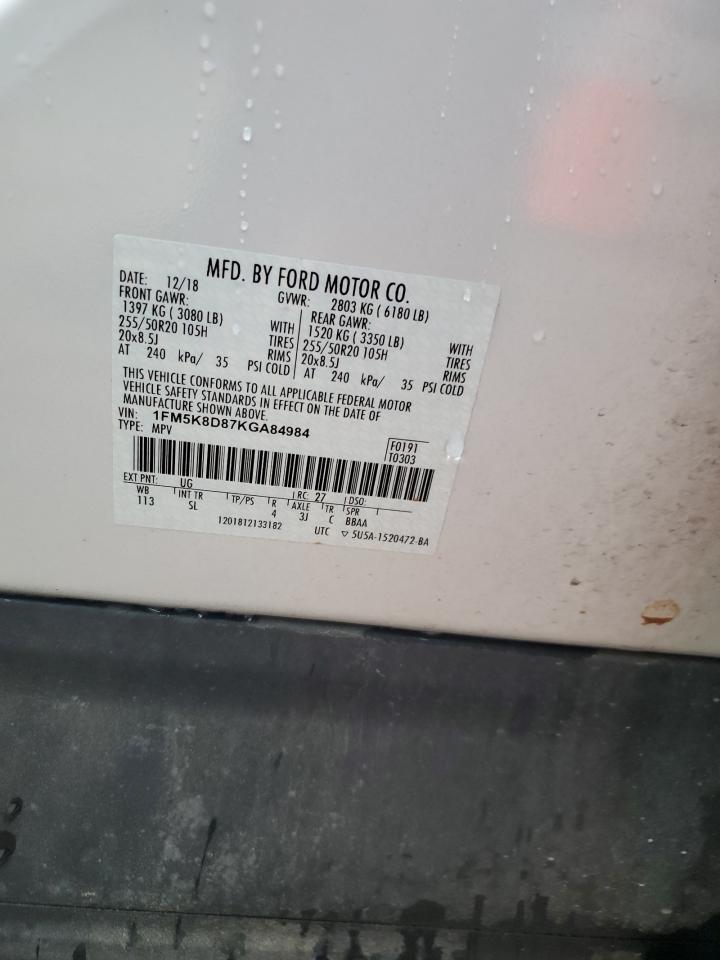 MFD. BY FORD MOTOR CO.
DATE: 12/18 GVWR: 2803 KG ( 6180 LB)
FRONT GAWR: REAR GAWR:
1397 KG ( 3080 LB) WITH 1520 KG ( 3350 LB) WITH
255/50R20 105H TIRES 255/50R20 105H TIRES
20x8.5J RIMS 20x8.5J RIMS
AT 240 kPa/ 35 PSI COLD AT 240 kPa/ 35 PSI COLD
THIS VEHICLE CONFORMS TO ALL APPLICABLE FEDERAL MOTOR
VEHICLE SAFETY STANDARDS IN EFFECT ON THE DATE OF
MANUFACTURE SHOWN ABOVE.
VIN: 1FM5K8D87KGA84984
TYPE: MPV
F0191
T0303
EXT PNT: UG RC: 27 DSO:
WB INT TR TP/PS R AXLE TR SPR
113 SL 4 3J C BBAA
1201812133182 UTC ▽ 5U5A-1520472-BA